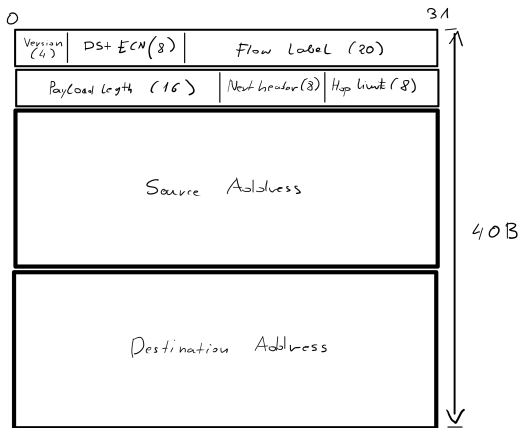 0 31
Version (4) DS+ ECN(8) Flow Label (20)
Payload legth (16) Next header(8) Hop limit (8)
Source Address
40B
Destination Address